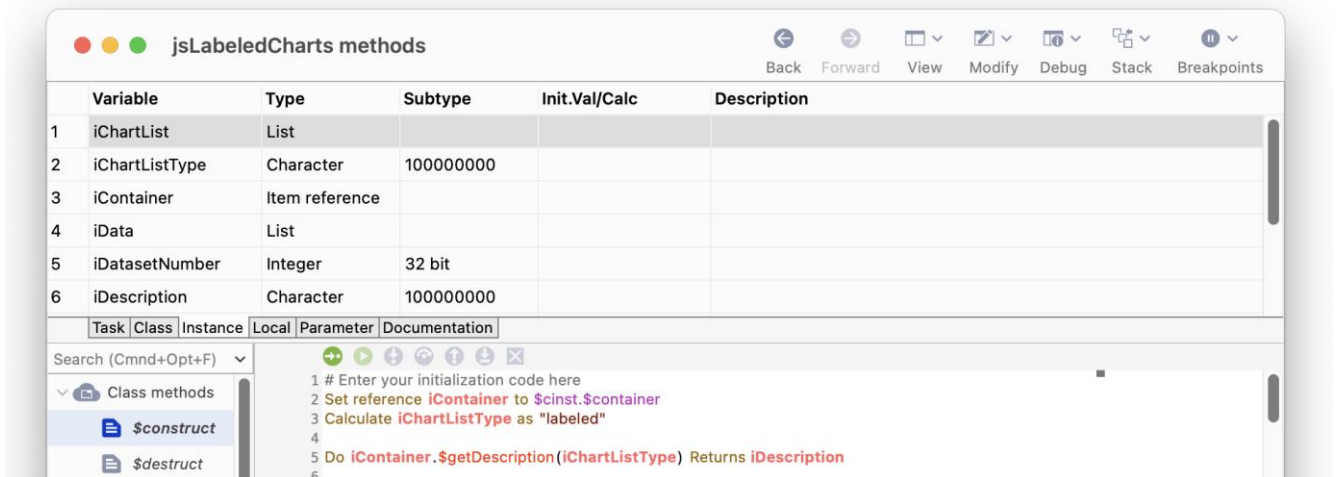 jsLabeledCharts methods
Back Forward View Modify Debug Stack Breakpoints
Variable Type Subtype Init.Val/Calc Description
1 iChartList List
2 iChartListType Character 100000000
3 iContainer Item reference
4 iData List
5 iDatasetNumber Integer 32 bit
6 iDescription Character 100000000
Task Class Instance Local Parameter Documentation
Search (Cmnd+Opt+F)
Class methods
$construct
$destruct
1 # Enter your initialization code here
2 Set reference iContainer to $cinst.$container
3 Calculate iChartListType as "labeled"
4
5 Do iContainer.$getDescription(iChartListType) Returns iDescription
6